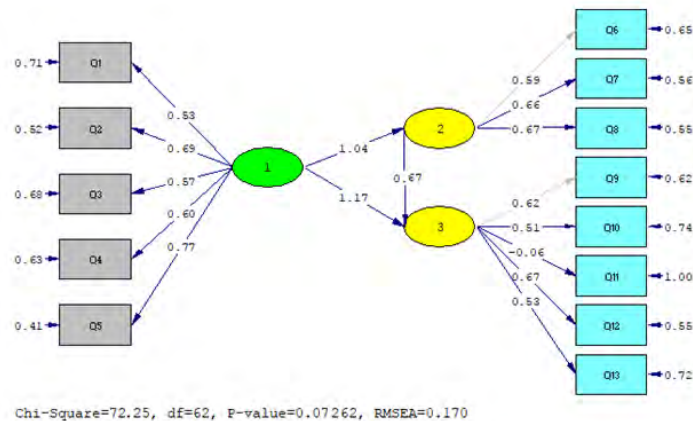 Q6
0.65
0.71
Q1
0.59
Q7
0.56
0.53
0.66
0.52
Q2
0.69
2
0.67
Q8
0.55
1.04
1
0.67
Q9
0.62
0.68
Q3
0.57
1.17
0.62
0.60
3
0.51
Q10
0.74
0.63
Q4
0.77
-0.06
Q11
1.00
0.67
0.53
0.41
Q5
Q12
0.55
Q13
0.72
Chi-Square=72.25, df=62, P-value=0.07262, RMSEA=0.170